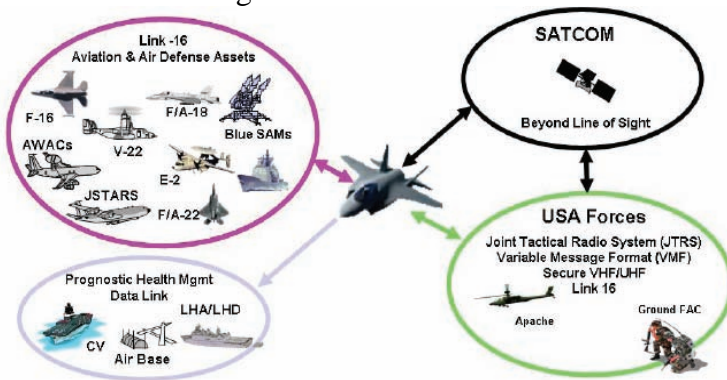 Link -16
Aviation & Air Defense Assets
F-16
V-22
F/A-18
Blue SAMs
AWACs
E-2
JSTARS
F/A-22
SATCOM
Beyond Line of Sight
USA Forces
Joint Tactical Radio System (JTRS)
Variable Message Format (VMF)
Secure VHF/UHF
Link 16
Apache
Ground FAC
Prognostic Health Mgmt
Data Link
LHA/LHD
CV
Air Base